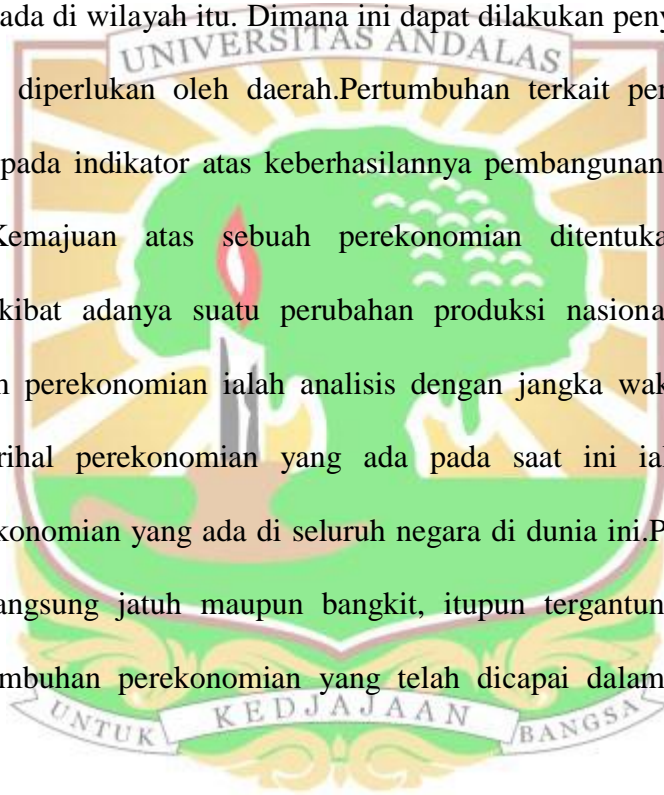 ada di wilayah itu. Dimana ini dapat dilakukan peny
UNIVERSITAS ANDALAS
diperlukan oleh daerah.Pertumbuhan terkait per
pada indikator atas keberhasilannya pembangunan
Kemajuan atas sebuah perekonomian ditentuka
kibat adanya suatu perubahan produksi nasiona
n perekonomian ialah analisis dengan jangka wak
rihal perekonomian yang ada pada saat ini ial
konomian yang ada di seluruh negara di dunia ini.P
angsung jatuh maupun bangkit, itupun tergantun
mbuhan perekonomian yang telah dicapai dalam
UNTUK KEDJAJAAN BANGSA